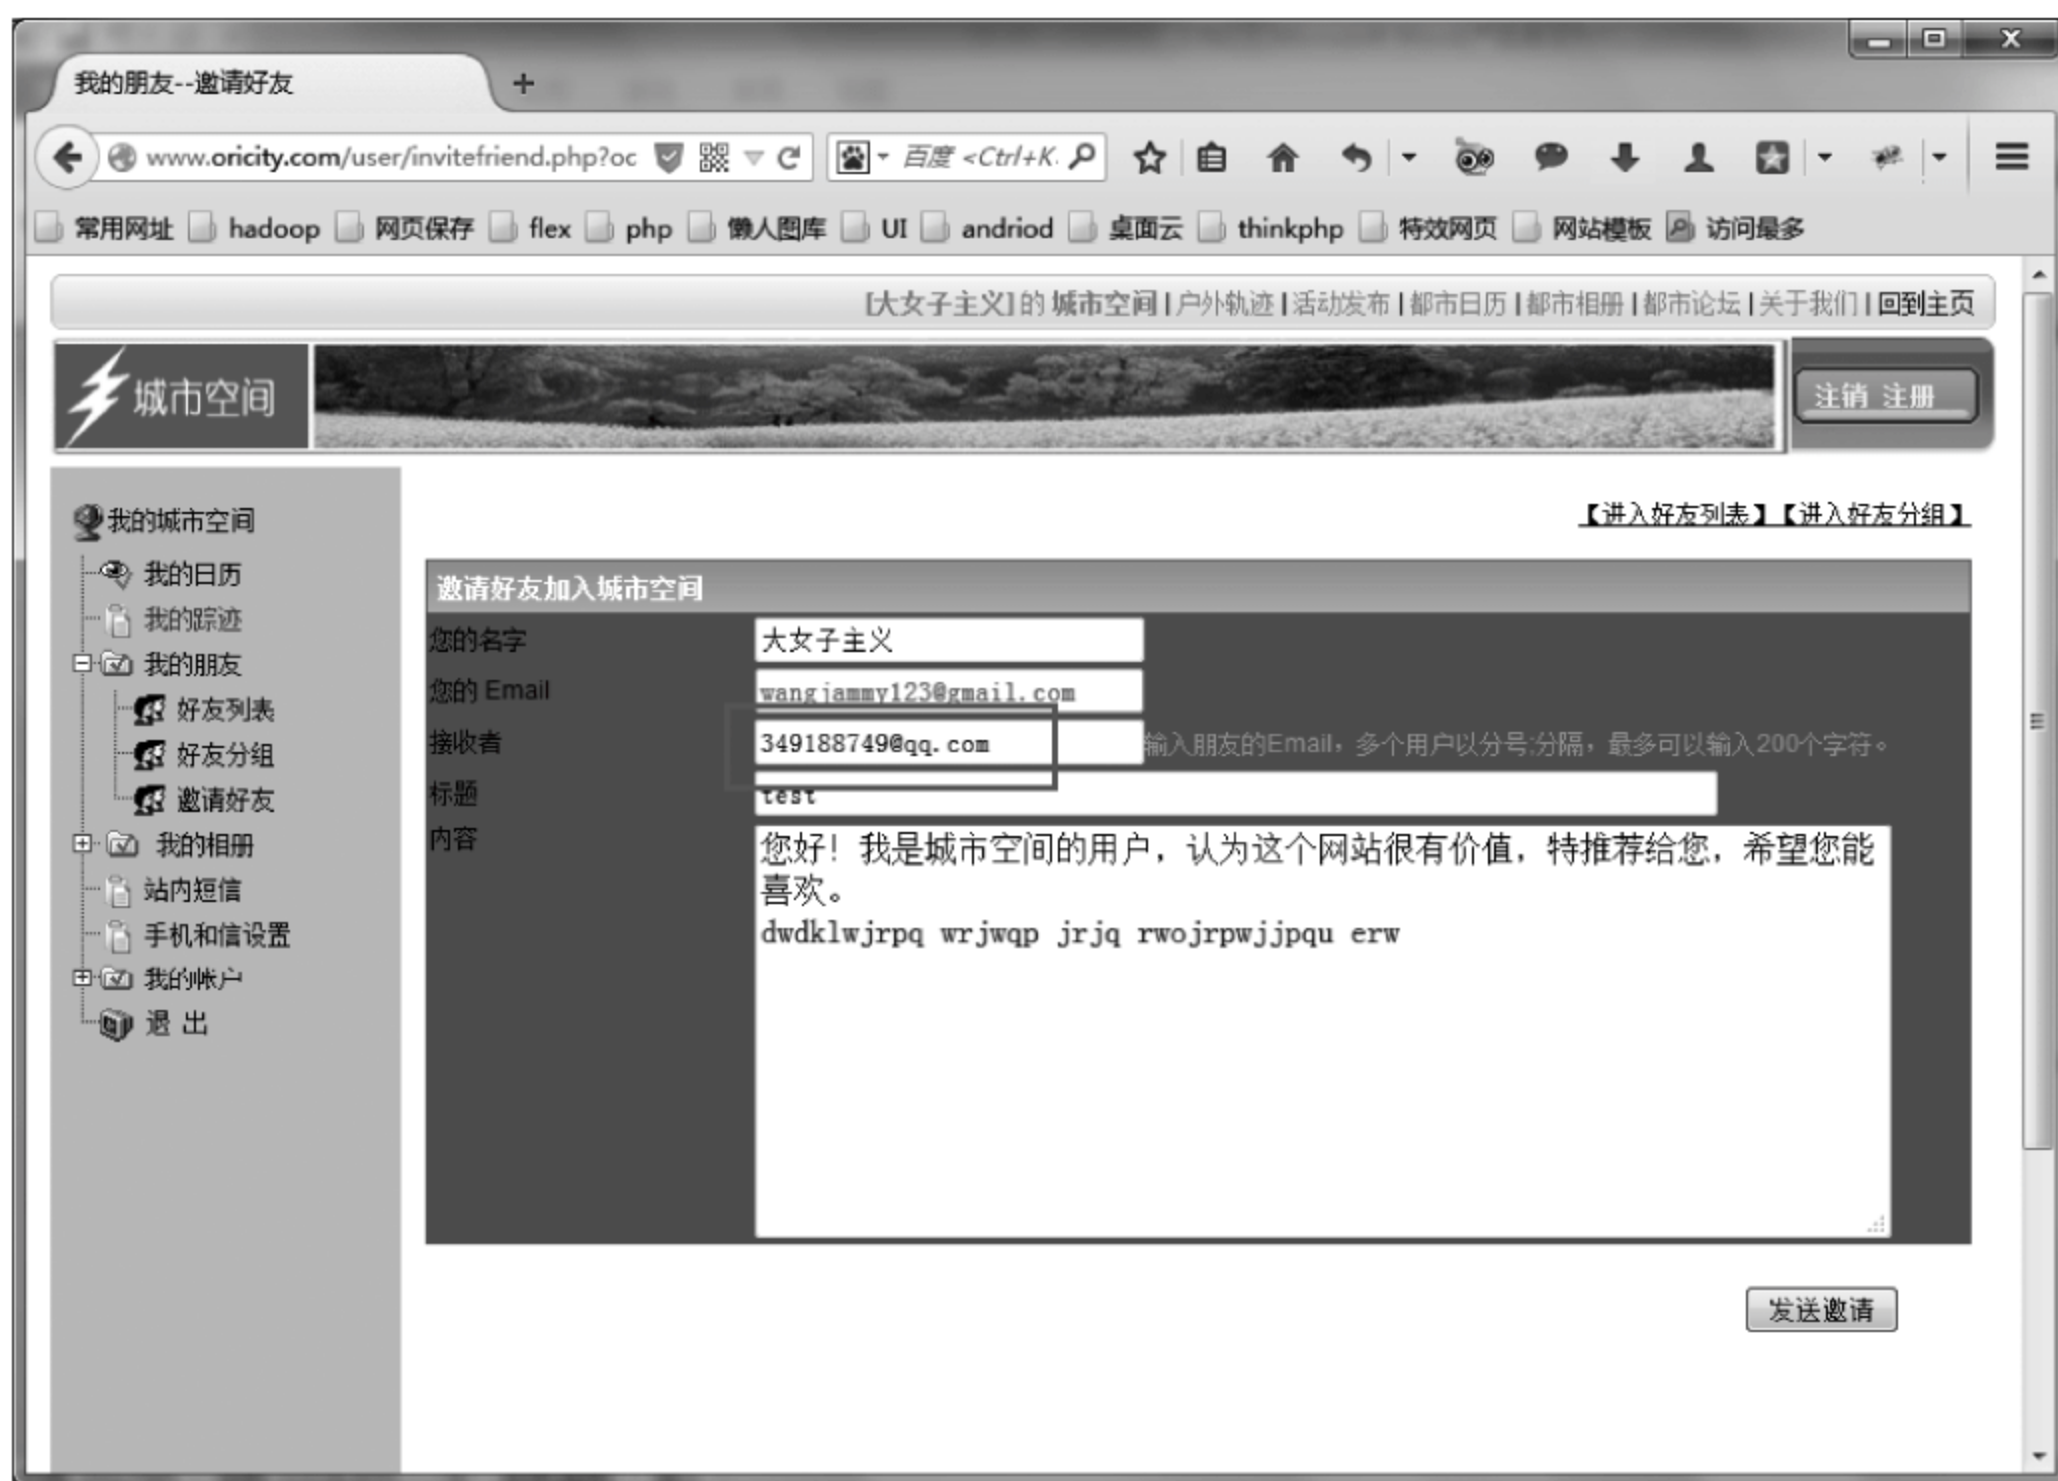 我的朋友--邀请好友
+
www.oricity.com/user/invitefriend.php?oc
百度 <Ctrl+K.
常用网址 hadoop 网页保存 flex php 懒人图库 UI andriod 桌面云 thinkphp 特效网页 网站模板 访问最多
[大女子主义] 的 城市空间 | 户外轨迹 | 活动发布 | 都市日历 | 都市相册 | 都市论坛 | 关于我们 | 回到主页
城市空间
注销 注册
【进入好友列表】【进入好友分组】
我的城市空间
我的日历
我的踪迹
我的朋友
好友列表
好友分组
邀请好友
我的相册
站内短信
手机和信设置
我的帐户
退 出
邀请好友加入城市空间
您的名字 大女子主义
您的 Email wangjammy123@gmail.com
接收者 349188749@qq.com 输入朋友的Email，多个用户以分号;分隔，最多可以输入200个字符。
标题 test
内容 您好！我是城市空间的用户，认为这个网站很有价值，特推荐给您，希望您能
喜欢。
dwdklwjrpq wrjwqp jrjq rwojrpwjjpqu erw
发送邀请